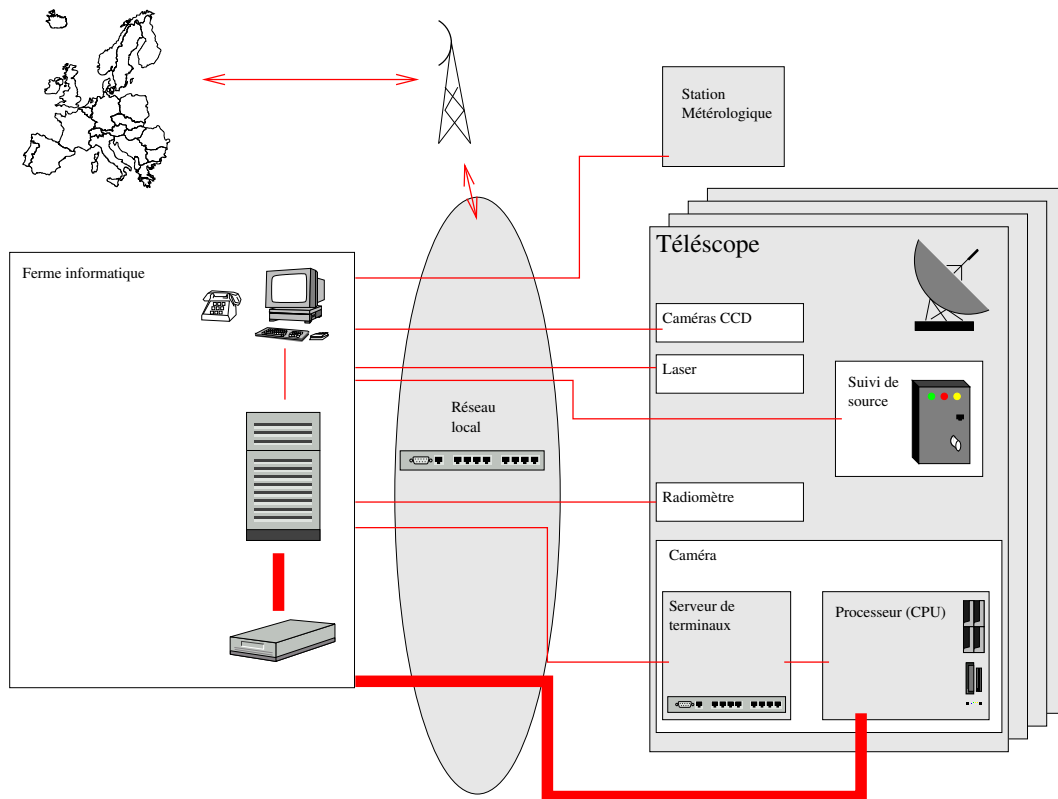 Station
Métérologique
Téléscope
Ferme informatique
Caméras CCD
Laser
Suivi de
source
Réseau
local
Radiomètre
Caméra
Serveur de
terminaux
Processeur (CPU)